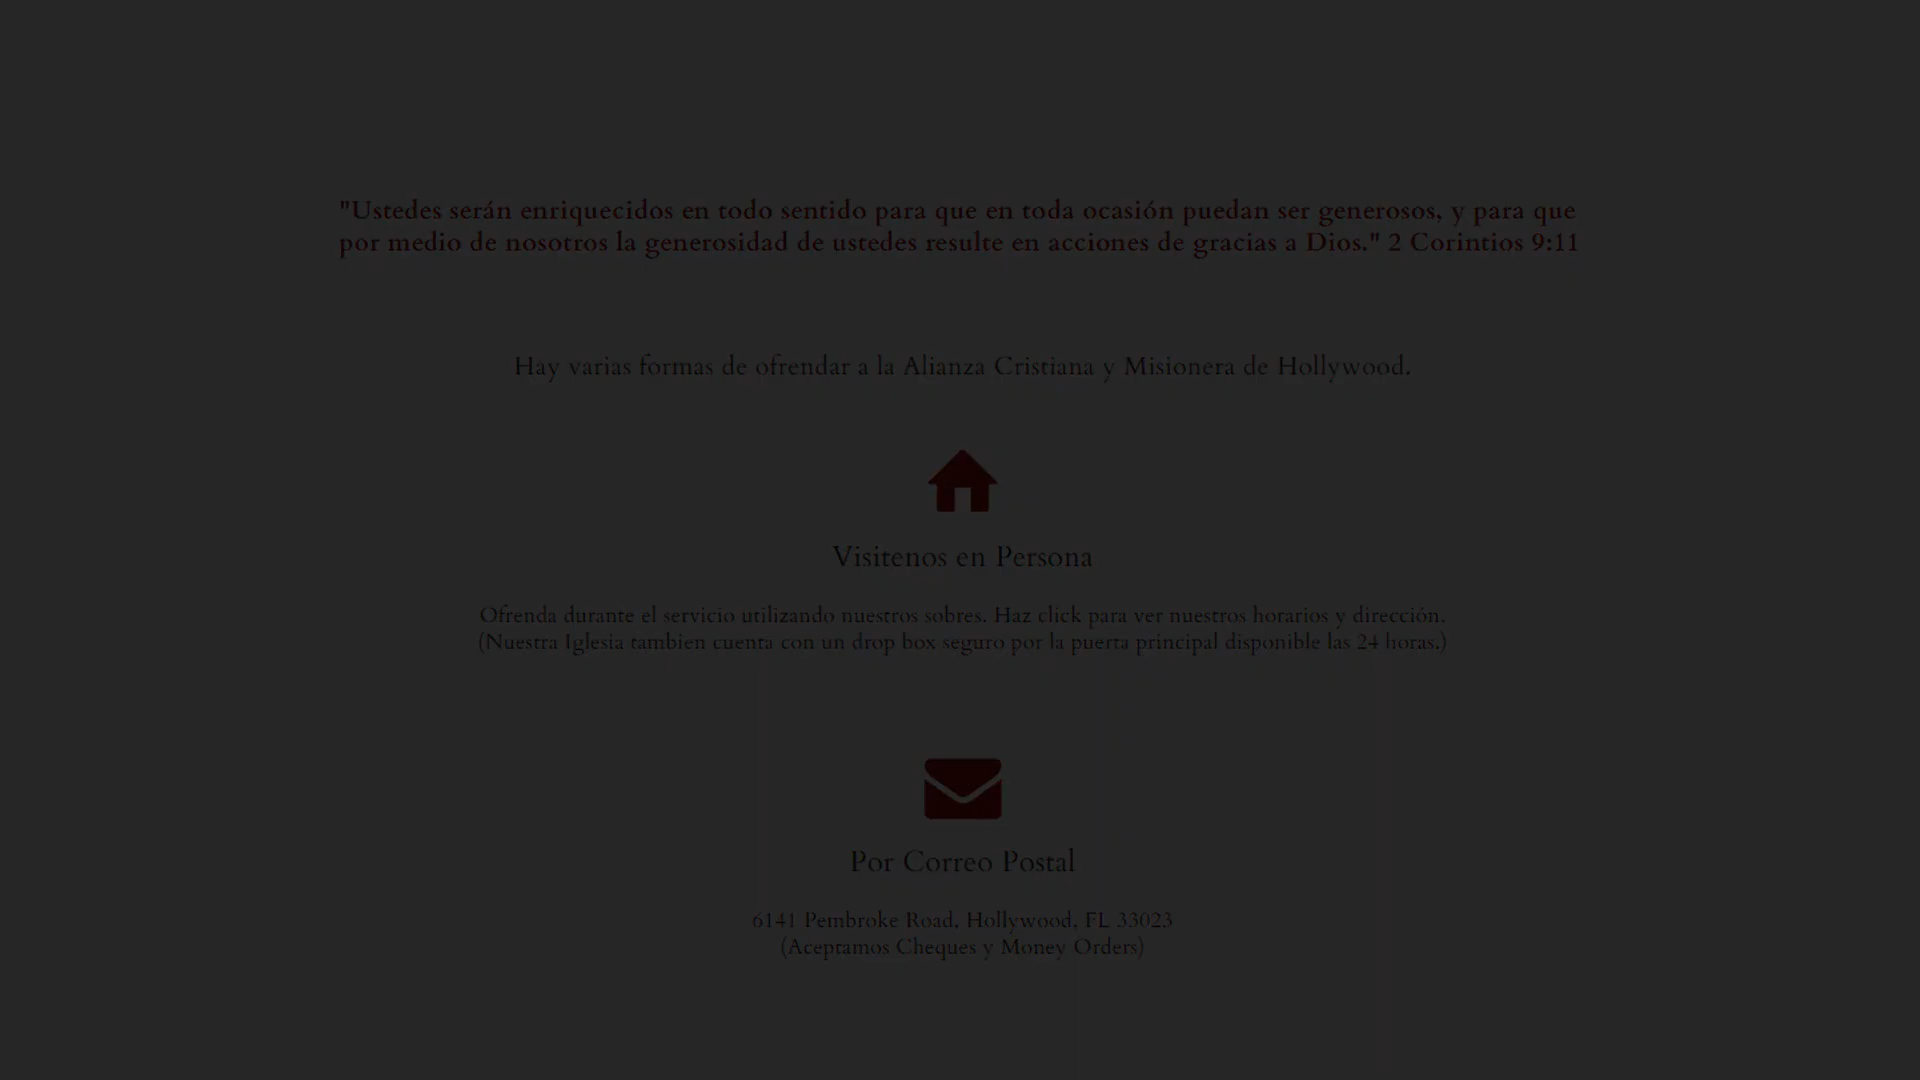 "Ustedes serán enriquecidos en todo sentido para que en toda ocasión puedan ser generosos, y para que
por medio de nosotros la generosidad de ustedes resulte en acciones de gracias a Dios." 2 Corintios 9:11
Hay varias formas de ofrendar a la Alianza Cristiana y Misionera de Hollywood.
Visitenos en Persona
Ofrenda durante el servicio utilizando nuestros sobres. Haz click para ver nuestros horarios y dirección.
(Nuestra Iglesia tambien cuenta con un drop box seguro por la puerta principal disponible las 24 horas.)
Por Correo Postal
6141 Pembroke Road, Hollywood, FL 33023
(Aceptamos Cheques y Money Orders)